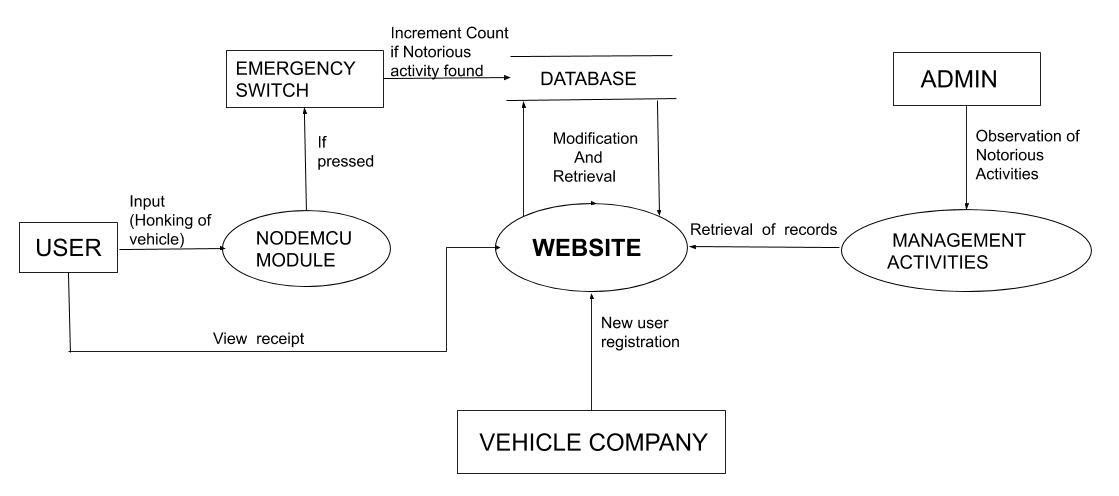 Increment Count
if Notorious
activity found
EMERGENCY
SWITCH
DATABASE
ADMIN
If
pressed
Modification
And
Retrieval
Observation of
Notorious
Activities
Input
(Honking of
vehicle)
USER
NODEMCU
MODULE
WEBSITE
Retrieval of records
MANAGEMENT
ACTIVITIES
View receipt
New user
registration
VEHICLE COMPANY